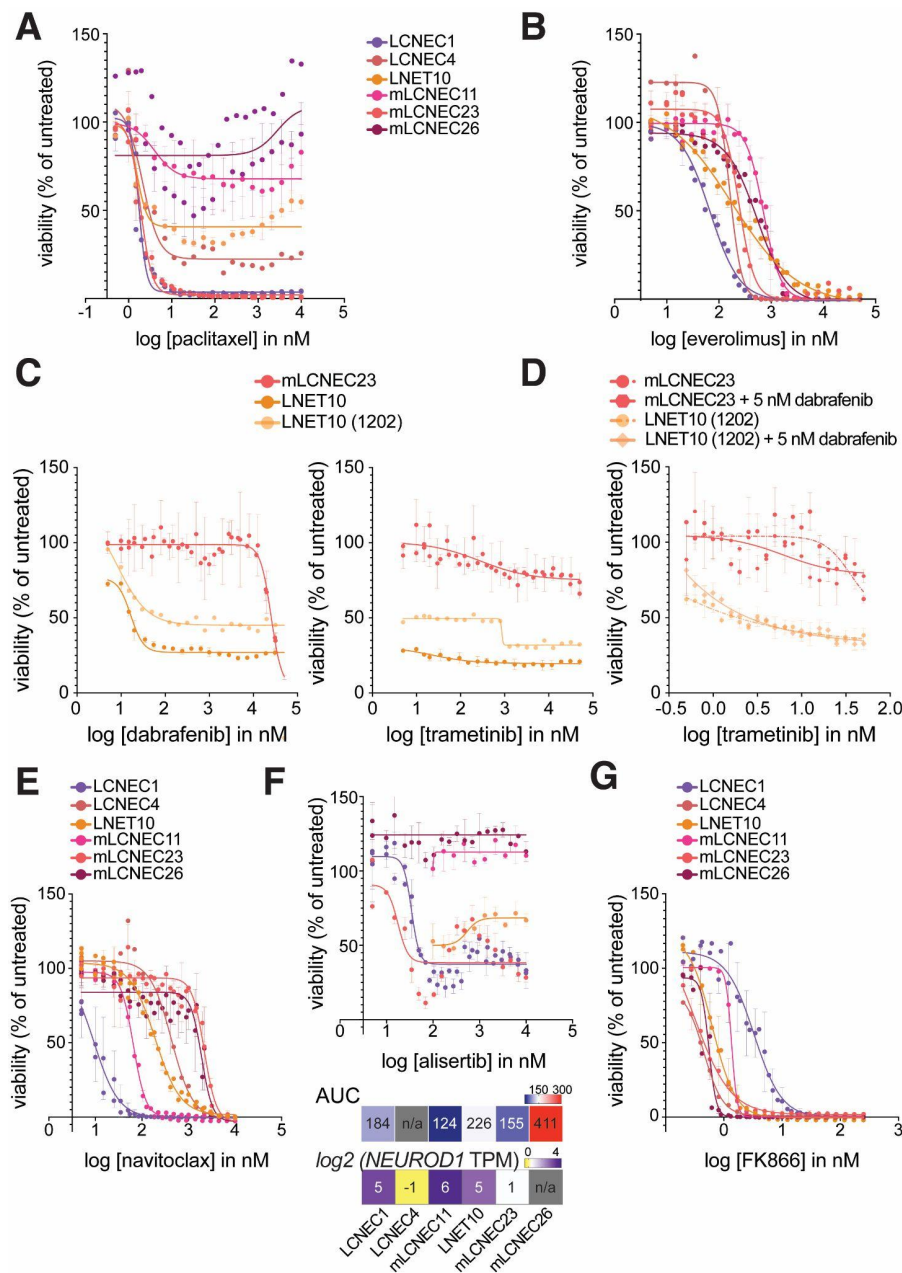 A
LCNEC1
LCNEC4
LNET10
mLCNEC11
mLCNEC23
mLCNEC26
viability (% of untreated)
150
100
50
-1 0 1 2 3 4 5
log [paclitaxel] in nM
B
viability (% of untreated)
150
100
50
0
0 1 2 3 4 5
log [everolimus] in nM
C
mLCNEC23
LNET10
LNET10 (1202)
viability (% of untreated)
150
100
50
0
0 1 2 3 4 5
log [dabrafenib] in nM
150
100
50
0
0 1 2 3 4 5
log [trametinib] in nM
D
mLCNEC23
mLCNEC23 + 5 nM dabrafenib
LNET10 (1202)
LNET10 (1202) + 5 nM dabrafenib
viability (% of untreated)
150
100
50
0
-0.5 0.0 0.5 1.0 1.5 2.0
log [trametinib] in nM
E
LCNEC1
LCNEC4
LNET10
mLCNEC11
mLCNEC23
mLCNEC26
viability (% of untreated)
150
100
50
0
0 1 2 3 4 5
log [navitoclax] in nM
F
viability (% of untreated)
150
100
50
0
1 2 3 4 5
log [alisertib] in nM
AUC
150 300
184 n/a 124 226 155 411
log2 (NEUROD1 TPM)
0 4
5 -1 6 5 1 n/a
LCNEC1
LCNEC4
mLCNEC11
LNET10
mLCNEC23
mLCNEC26
G
LCNEC1
LCNEC4
LNET10
mLCNEC11
mLCNEC23
mLCNEC26
viability (% of untreated)
150
100
50
0
0 1 2 3
log [FK866] in nM